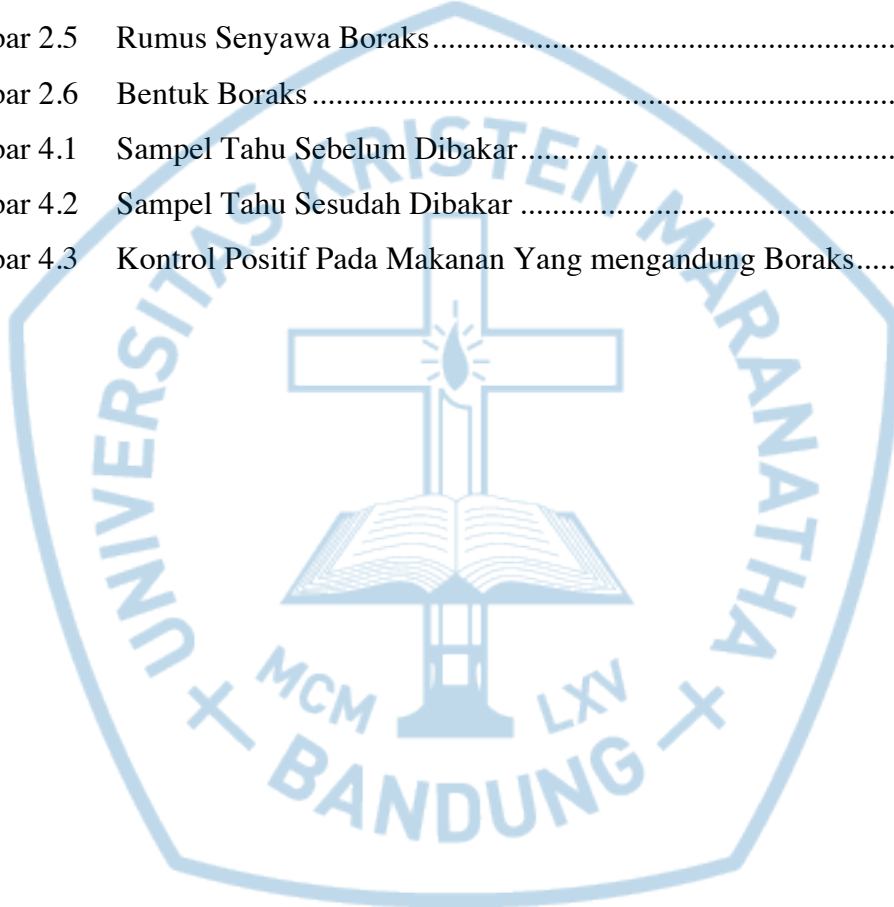 bar 2.5 Rumus Senyawa Boraks..........................................................
bar 2.6 Bentuk Boraks.........................................................................
bar 4.1 Sampel Tahu Sebelum Dibakar...............................................
bar 4.2 Sampel Tahu Sesudah Dibakar ...............................................
bar 4.3 Kontrol Positif Pada Makanan Yang mengandung Boraks.....
UNIVERSITAS KRISTEN MARANATHA
MCM LXV
BANDUNG